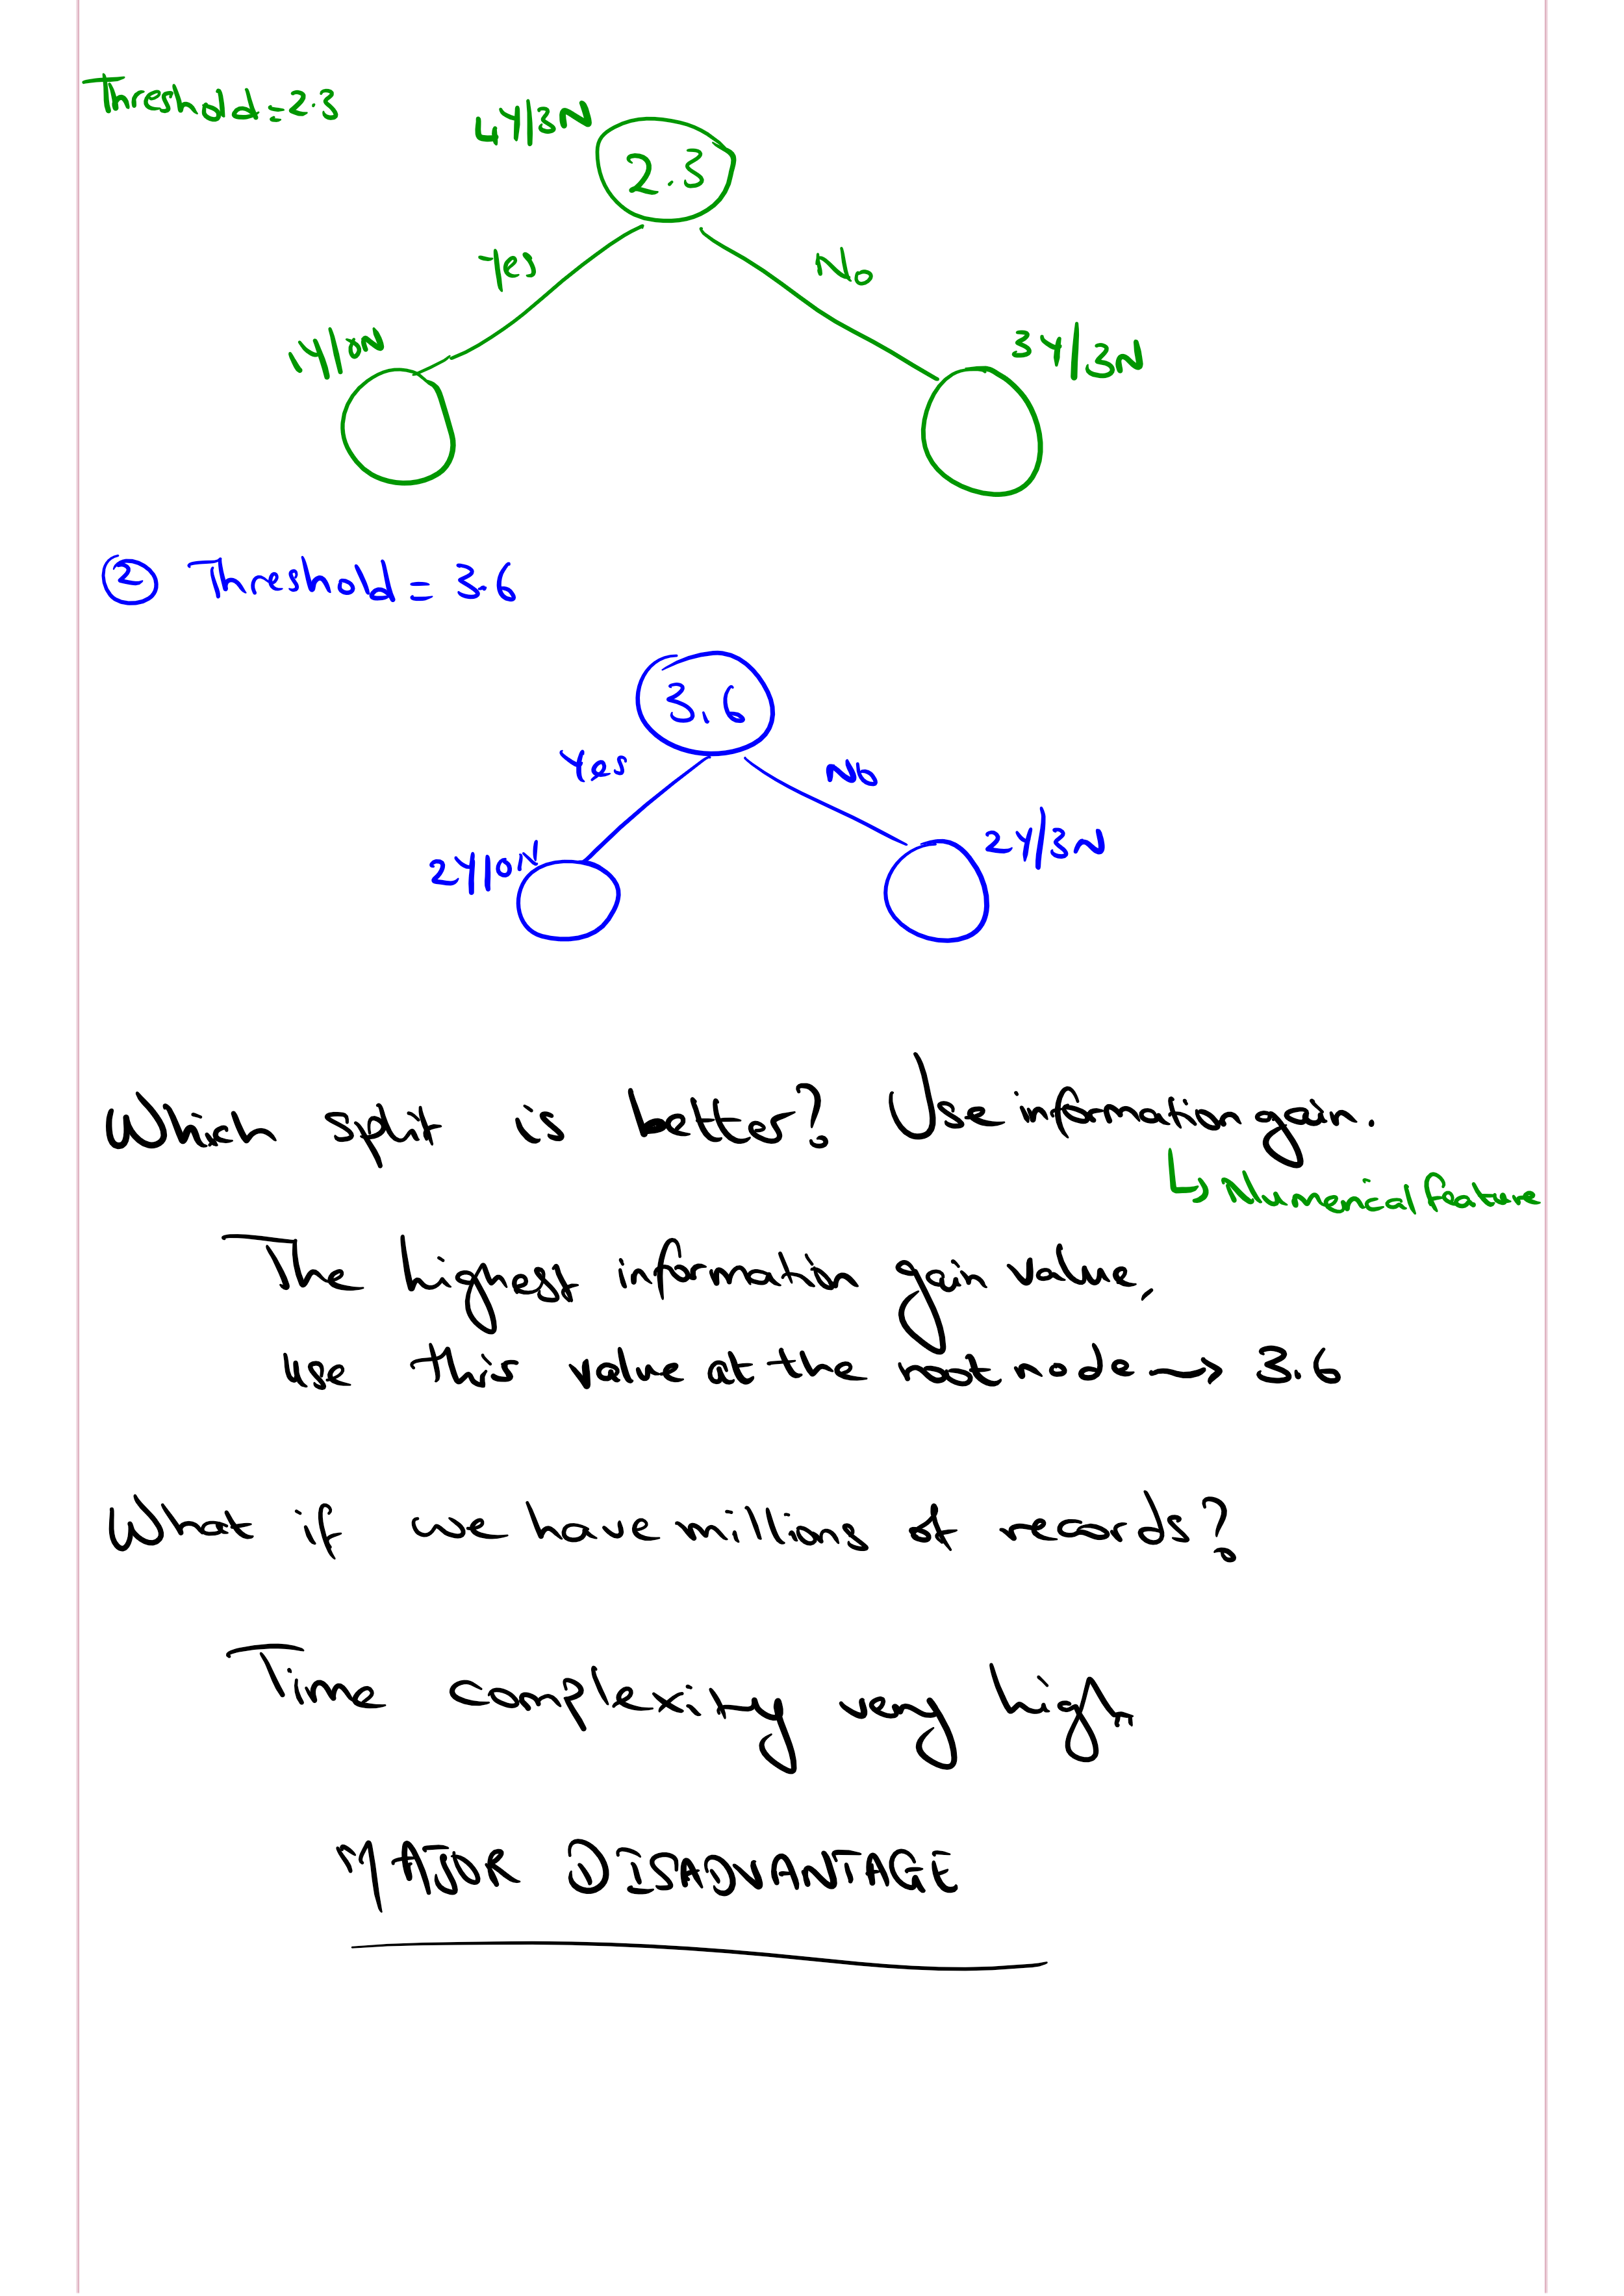 Threshold=2.3
4Y|3N
2.3
Yes
No
1Y|0N
3Y|3N
② Threshold = 3.6
3.6
Yes
No
2Y|0N
2Y|3N
Which split is better? Use information gain.
↳ Numerical feature
The highest information gain value,
use this value at the root node → 3.6
What if we have millions of records?
Time complexity very high
MAJOR DISADVANTAGE